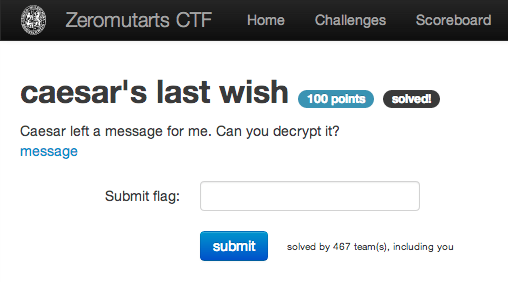 Zeromutarts CTF Home Challenges Scoreboard
caesar's last wish 100 points solved!
Caesar left a message for me. Can you decrypt it?
message
Submit flag:
submit solved by 467 team(s), including you